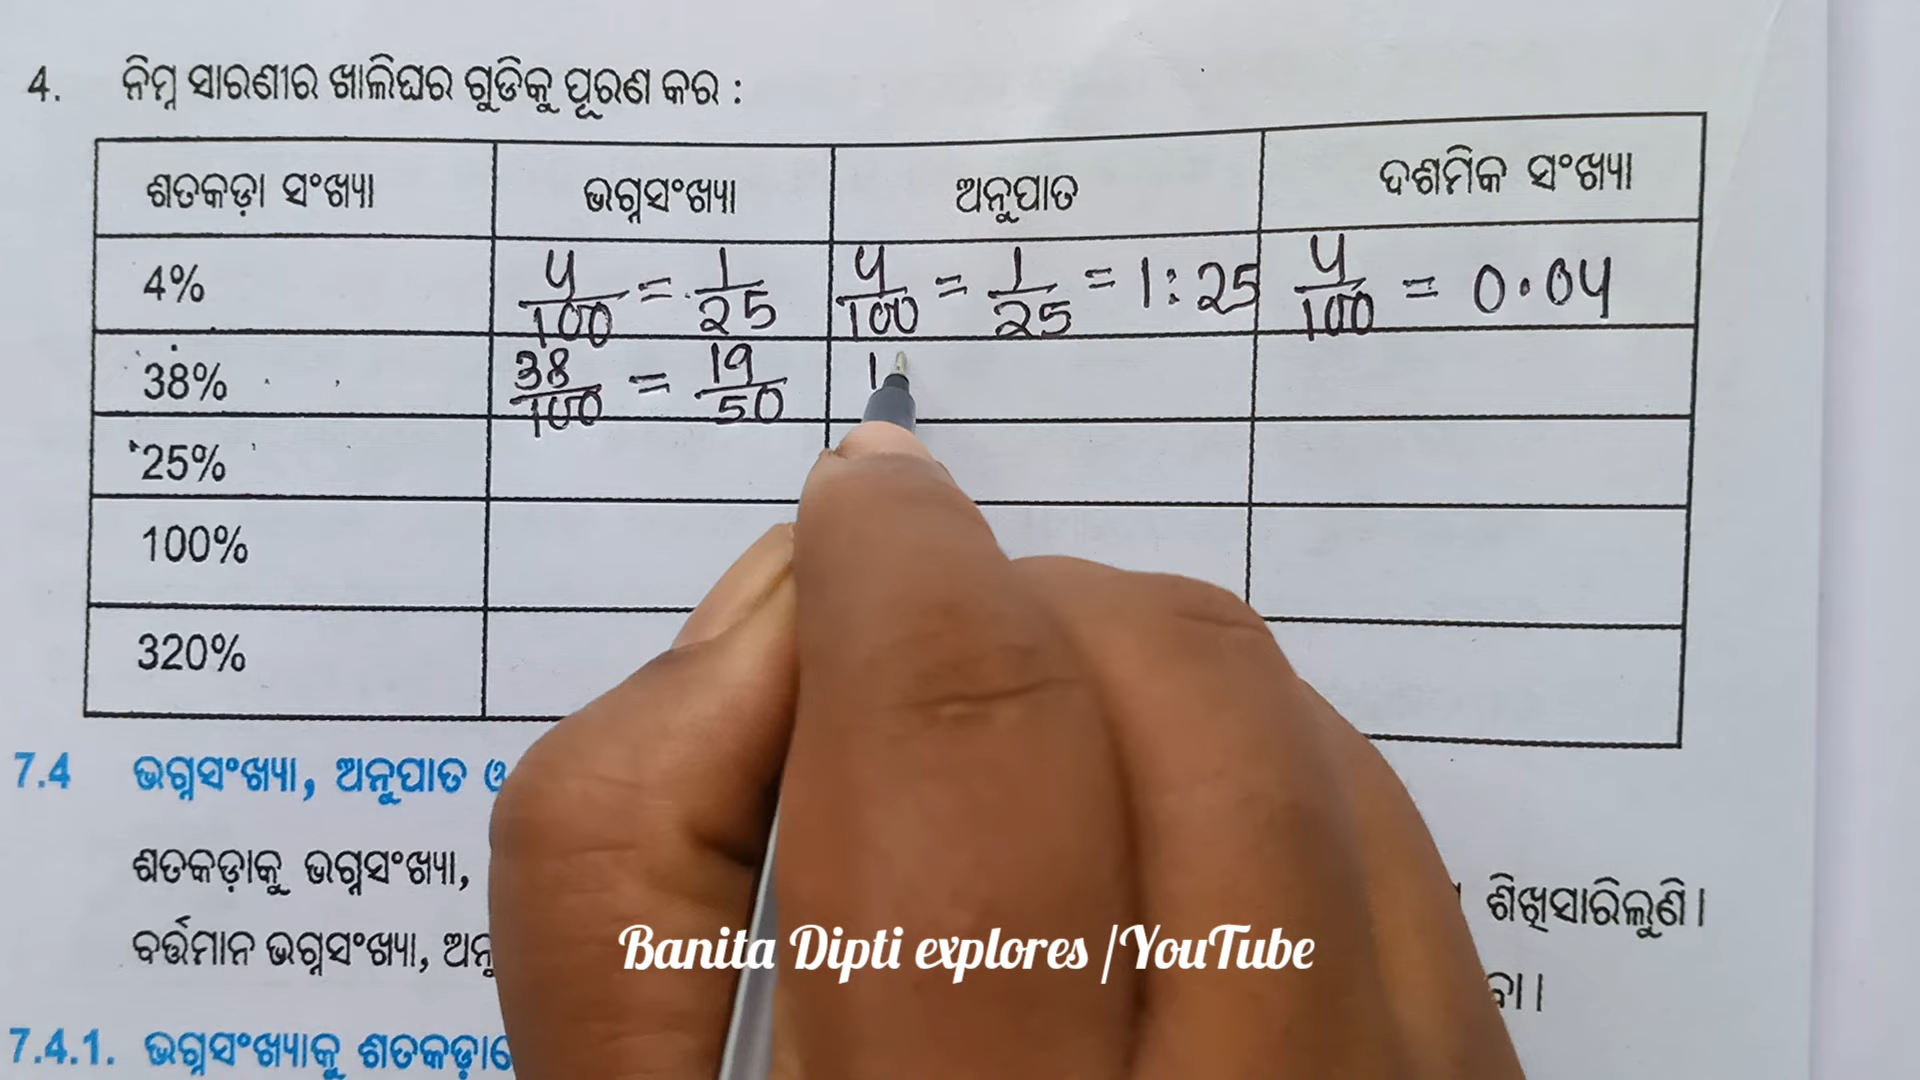 4. ନିମ୍ନ ସାରଣୀର ଖାଲିଘର ଗୁଡିକୁ ପୂରଣ କର :
ଶତକଡ଼ା ସଂଖ୍ୟା ଭଗ୍ନସଂଖ୍ୟା ଅନୁପାତ ଦଶମିକ ସଂଖ୍ୟା
4% 4/100 = 1/25 4/100 = 1/25 = 1:25 4/100 = 0.04
38% 38/100 = 19/50 1
25%
100%
320%
7.4 ଭଗ୍ନସଂଖ୍ୟା, ଅନୁପାତ ଓ
ଶତକଡ଼ାକୁ ଭଗ୍ନସଂଖ୍ୟା, ଶିଖିସାରିଲୁଣି।
ବର୍ତ୍ତମାନ ଭଗ୍ନସଂଖ୍ୟା,
Banita Dipti explores /YouTube
7.4.1. ଭଗ୍ନସଂଖ୍ୟାକୁ